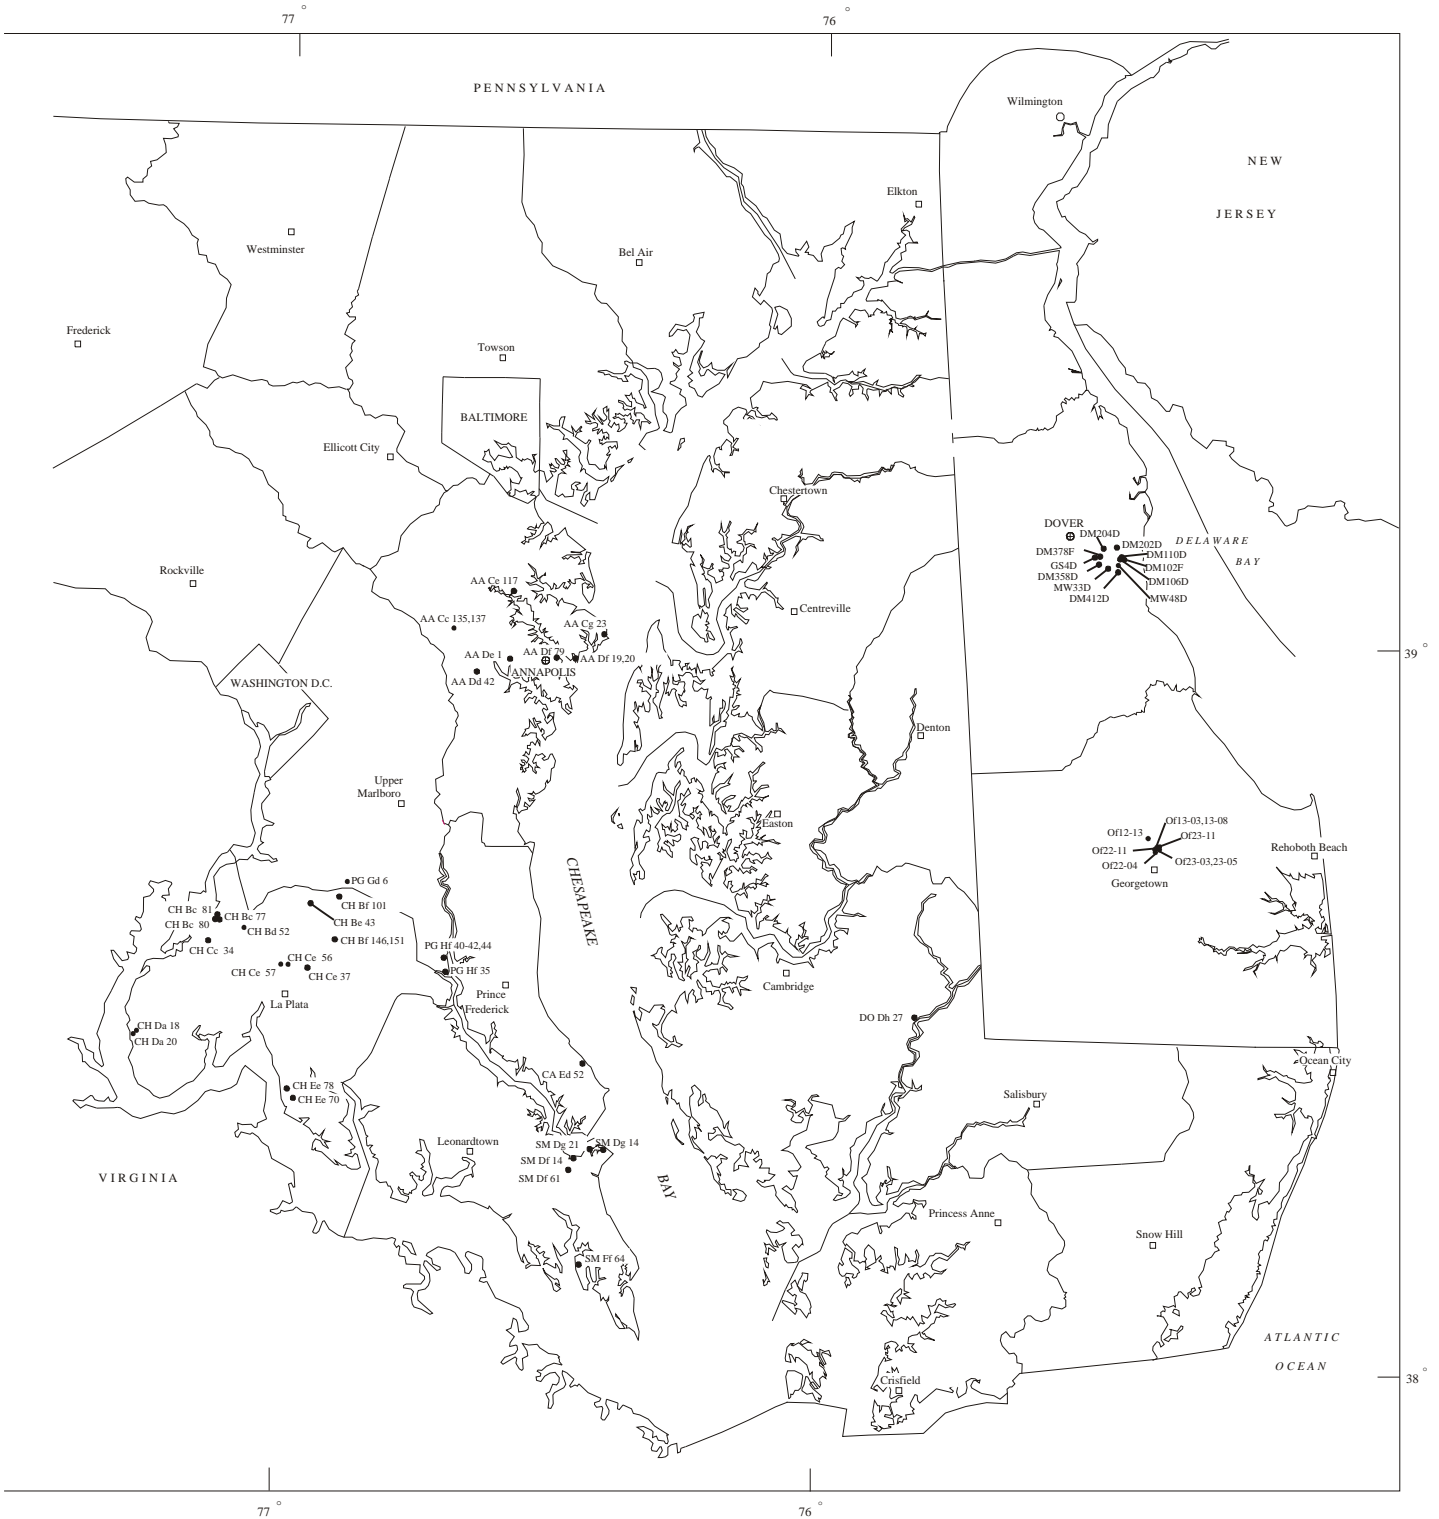 77 °
76 °
PENNSYLVANIA
Wilmington
NEW
JERSEY
Elkton
Westminster
Bel Air
Frederick
Towson
BALTIMORE
Ellicott City
Chestertown
DOVER
DM204D
DM202D
DELAWARE
BAY
DM378F
DM110D
GS4D
DM102F
DM358D
DM106D
MW33D
DM412D
MW48D
Rockville
AA Ce 117
Centreville
AA Cc 135,137
AA Cg 23
AA De 1
AA Df 79
AA Df 19,20
ANNAPOLIS
AA Dd 42
39 °
WASHINGTON D.C.
Denton
Upper
Marlboro
Easton
Of13-03,13-08
Of12-13
Of23-11
Of22-11
Of23-03,23-05
Of22-04
Georgetown
Rehoboth Beach
CHESAPEAKE
PG Gd 6
CH Bf 101
CH Bc 81
CH Bc 77
CH Bc 80
CH Be 43
CH Bd 52
CH Bf 146,151
CH Cc 34
PG Hf 40-42,44
CH Ce 56
CH Ce 57
CH Ce 37
PG Hf 35
La Plata
Prince
Frederick
Cambridge
DO Dh 27
CH Da 18
CH Da 20
CA Ed 52
Ocean City
CH Ee 78
CH Ee 70
Salisbury
Leonardtown
SM Dg 21
SM Dg 14
SM Df 14
SM Df 61
VIRGINIA
BAY
Princess Anne
Snow Hill
SM Ff 64
ATLANTIC
OCEAN
Crisfield
38 °
77 °
76 °